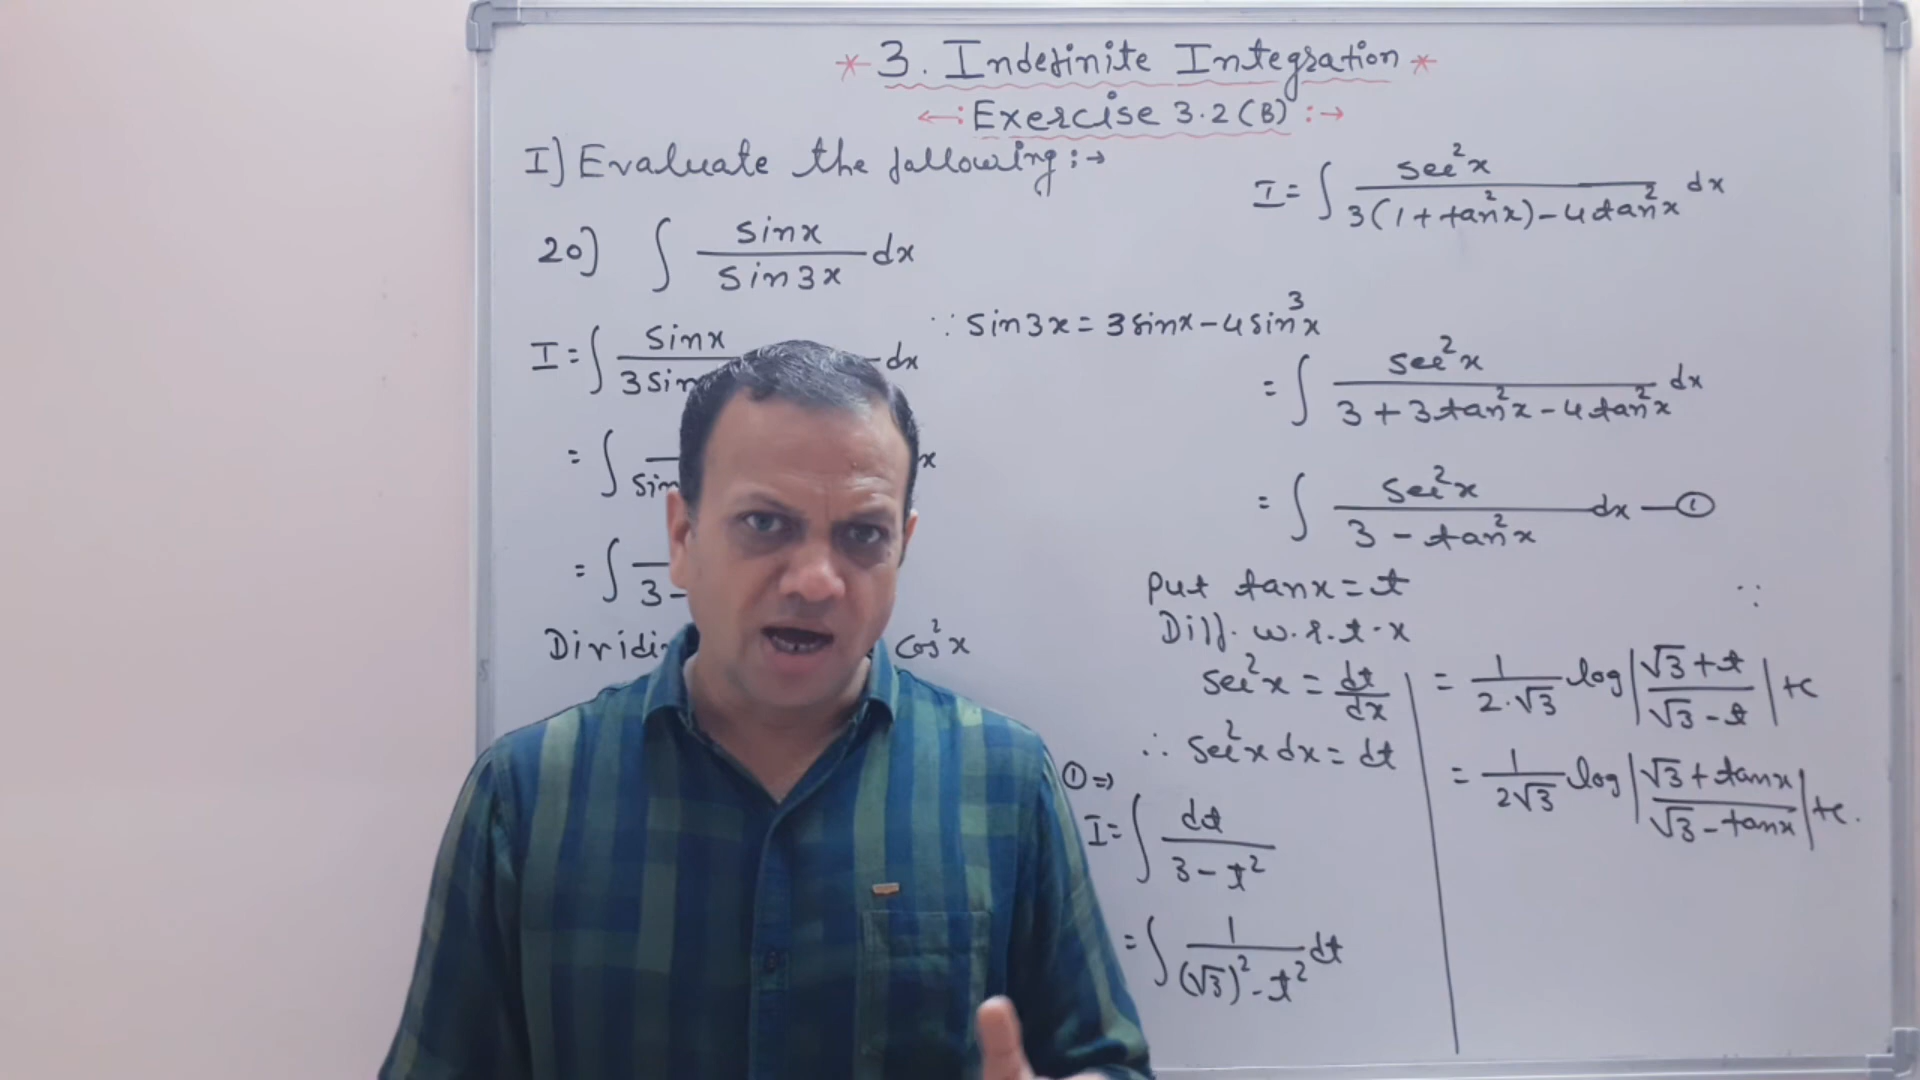 * 3. Indefinite Integration *
←: Exercise 3.2(B) :→
I] Evaluate the following :→
20] ∫ sinx / sin3x dx
I = ∫ sinx / 3sin dx
∵ sin3x = 3sinx - 4sin³x
= ∫ sin x
= ∫ 3 -
Dividi cos²x
I = ∫ sec²x / 3(1 + tan²x) - 4tan²x dx
= ∫ sec²x / 3 + 3tan²x - 4tan²x dx
= ∫ sec²x / 3 - tan²x dx — ①
Put tanx = t
Diff. w.r.t. x
sec²x = dt/dx
∴ sec²x dx = dt
① ⇒
I = ∫ dt / 3 - t²
= ∫ 1 / (√3)² - t² dt
∵
= 1 / 2·√3 log | √3 + t / √3 - t | + c
= 1 / 2√3 log | √3 + tanx / √3 - tanx | + c.